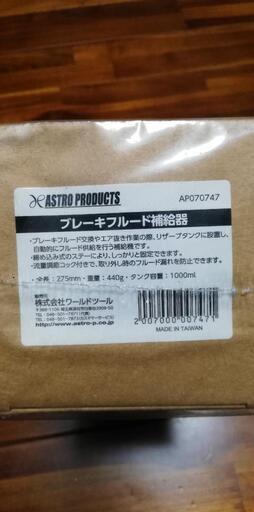 ASTRO PRODUCTS
AP070747
ブレーキフルード補給器
・ブレーキフルード交換やエア抜き作業の際、リザーブタンクに設置し、
自動的にフルード供給を行う補給機です。
・締め込み式のステーにより、しっかりと固定できます。
・流量調節コック付きで、取り外し時のフルード漏れを防止できます。
・全長：275mm・重量：440g・タンク容量：1000ml
販売元
株式会社ワールドツール
http://www.astro-p.co.jp
2007000007471
MADE IN TAIWAN